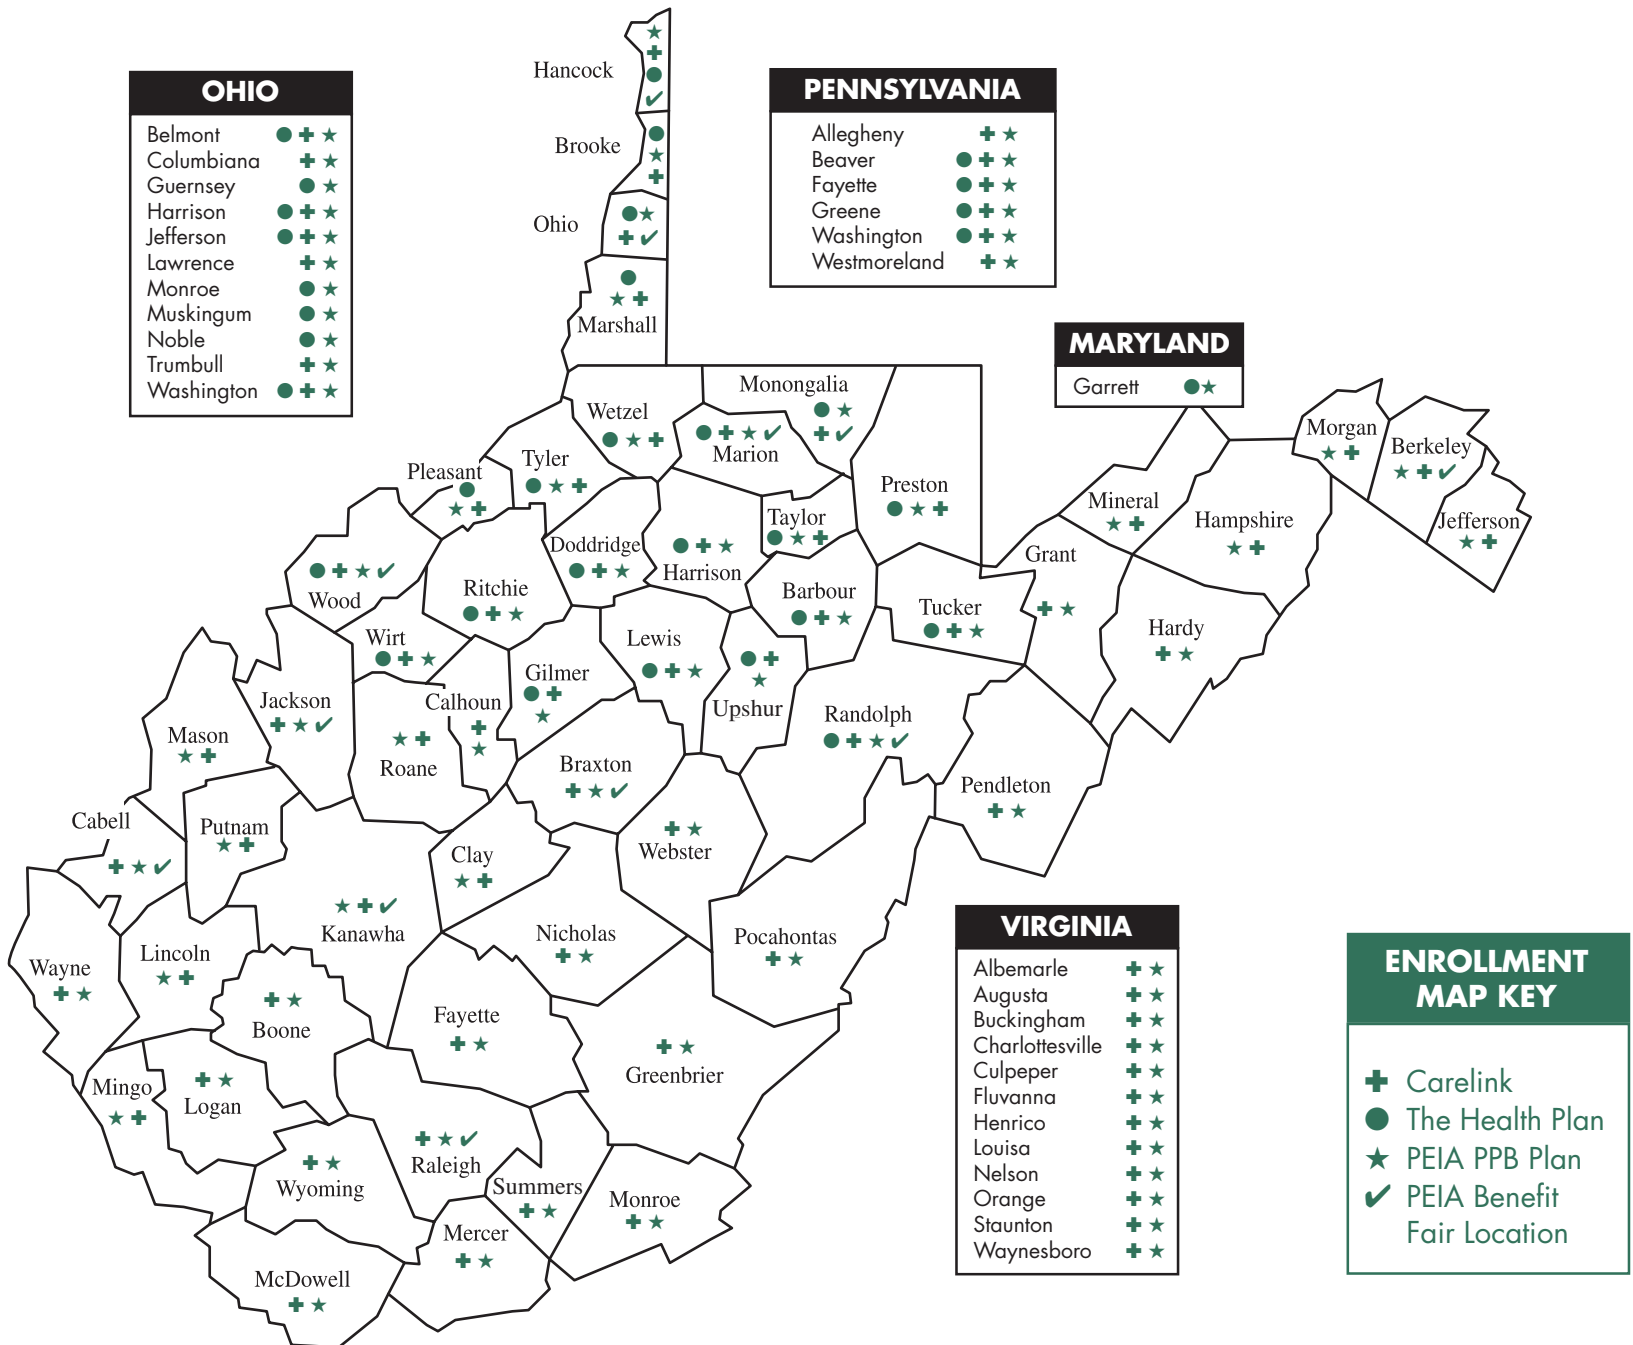 OHIO
Belmont
Columbiana
Guernsey
Harrison
Jefferson
Lawrence
Monroe
Muskingum
Noble
Trumbull
Washington
PENNSYLVANIA
Allegheny
Beaver
Fayette
Greene
Washington
Westmoreland
MARYLAND
Garrett
Hancock
Brooke
Ohio
Marshall
Monongalia
Wetzel
Marion
Tyler
Pleasant
Preston
Taylor
Doddridge
Harrison
Ritchie
Wood
Barbour
Tucker
Grant
Mineral
Hampshire
Morgan
Berkeley
Jefferson
Hardy
Wirt
Lewis
Gilmer
Calhoun
Upshur
Randolph
Jackson
Mason
Roane
Braxton
Pendleton
Cabell
Putnam
Clay
Webster
Kanawha
Nicholas
Pocahontas
Wayne
Lincoln
Boone
Fayette
Greenbrier
Mingo
Logan
Raleigh
Wyoming
Summers
Monroe
Mercer
McDowell
VIRGINIA
Albemarle
Augusta
Buckingham
Charlottesville
Culpeper
Fluvanna
Henrico
Louisa
Nelson
Orange
Staunton
Waynesboro
ENROLLMENT
MAP KEY
Carelink
The Health Plan
PEIA PPB Plan
PEIA Benefit
Fair Location